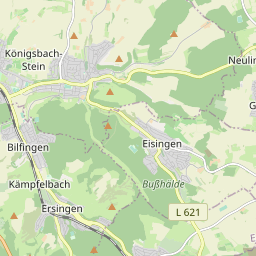 Königsbach-
Stein
Neulin
G
Eisingen
Bilfingen
Bußhalde
Kämpfelbach
L 621
Ersingen
E